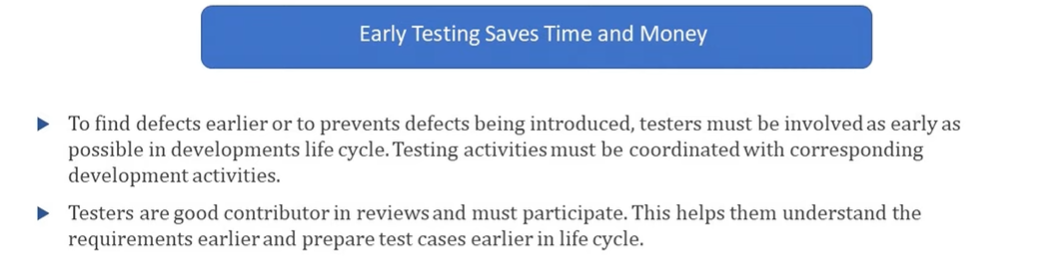 Early Testing Saves Time and Money
To find defects earlier or to prevents defects being introduced, testers must be involved as early as
possible in developments life cycle. Testing activities must be coordinated with corresponding
development activities.
Testers are good contributor in reviews and must participate. This helps them understand the
requirements earlier and prepare test cases earlier in life cycle.